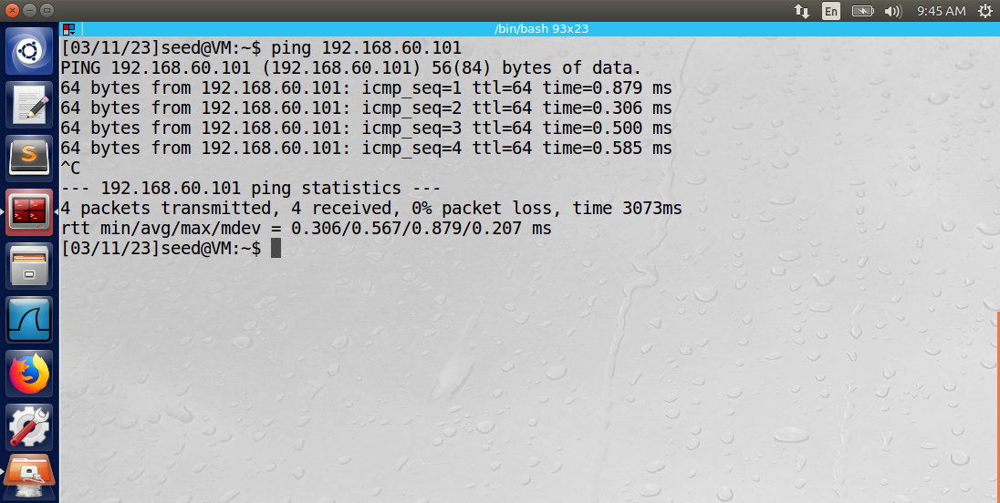 En
9:45 AM
/bin/bash 93x23
[03/11/23]seed@VM:~$ ping 192.168.60.101
PING 192.168.60.101 (192.168.60.101) 56(84) bytes of data.
64 bytes from 192.168.60.101: icmp_seq=1 ttl=64 time=0.879 ms
64 bytes from 192.168.60.101: icmp_seq=2 ttl=64 time=0.306 ms
64 bytes from 192.168.60.101: icmp_seq=3 ttl=64 time=0.500 ms
64 bytes from 192.168.60.101: icmp_seq=4 ttl=64 time=0.585 ms
^C
--- 192.168.60.101 ping statistics ---
4 packets transmitted, 4 received, 0% packet loss, time 3073ms
rtt min/avg/max/mdev = 0.306/0.567/0.879/0.207 ms
[03/11/23]seed@VM:~$